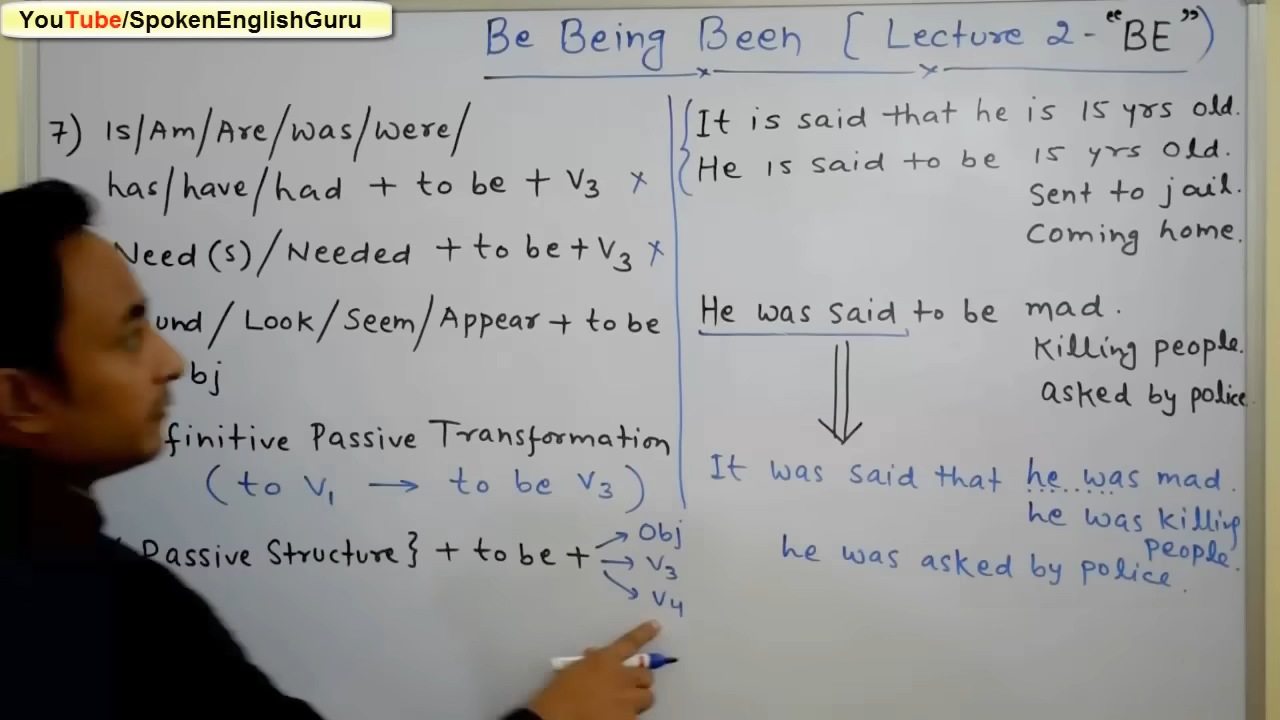 YouTube/SpokenEnglishGuru
Be Being Been [ Lecture 2 - "BE" )
7) Is/Am/Are/was/were/
has/have/had + to be + V3 ×
Need (s)/Needed + to be + V3 ×
und / Look/ Seem/ Appear + to be
bj
finitive Passive Transformation
(to V1 → to be V3)
Passive Structure} + to be + → Obj
→ V3
→ V4
It is said that he is 15 yrs old.
He is said to be 15 yrs old.
Sent to jail.
Coming home.
He was said to be mad.
Killing people.
asked by police
It was said that he was mad.
he was killing
people.
he was asked by police.